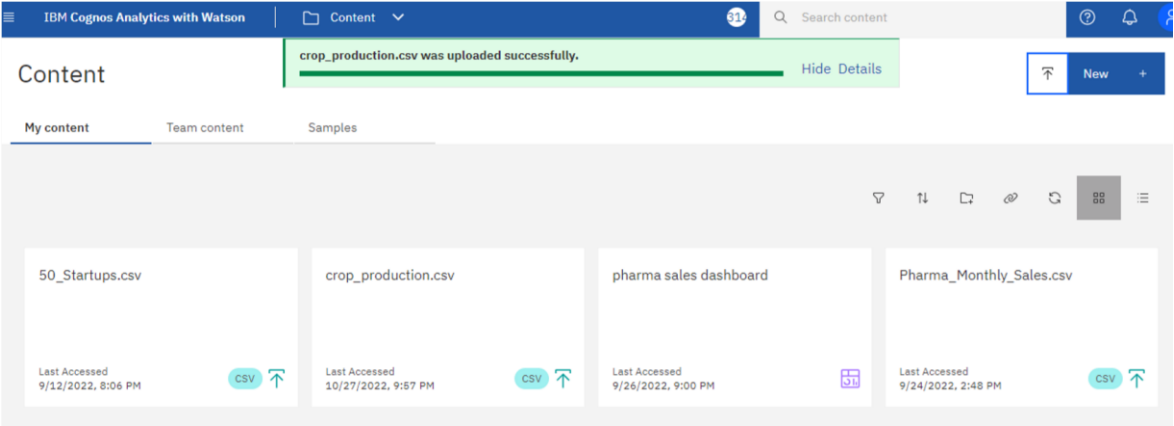 IBM Cognos Analytics with Watson
Content
314
Search content
crop_production.csv was uploaded successfully.
Hide Details
Content
New +
My content
Team content
Samples
50_Startups.csv
crop_production.csv
pharma sales dashboard
Pharma_Monthly_Sales.csv
Last Accessed
9/12/2022, 8:06 PM
CSV
Last Accessed
10/27/2022, 9:57 PM
CSV
Last Accessed
9/26/2022, 9:00 PM
Last Accessed
9/24/2022, 2:48 PM
CSV